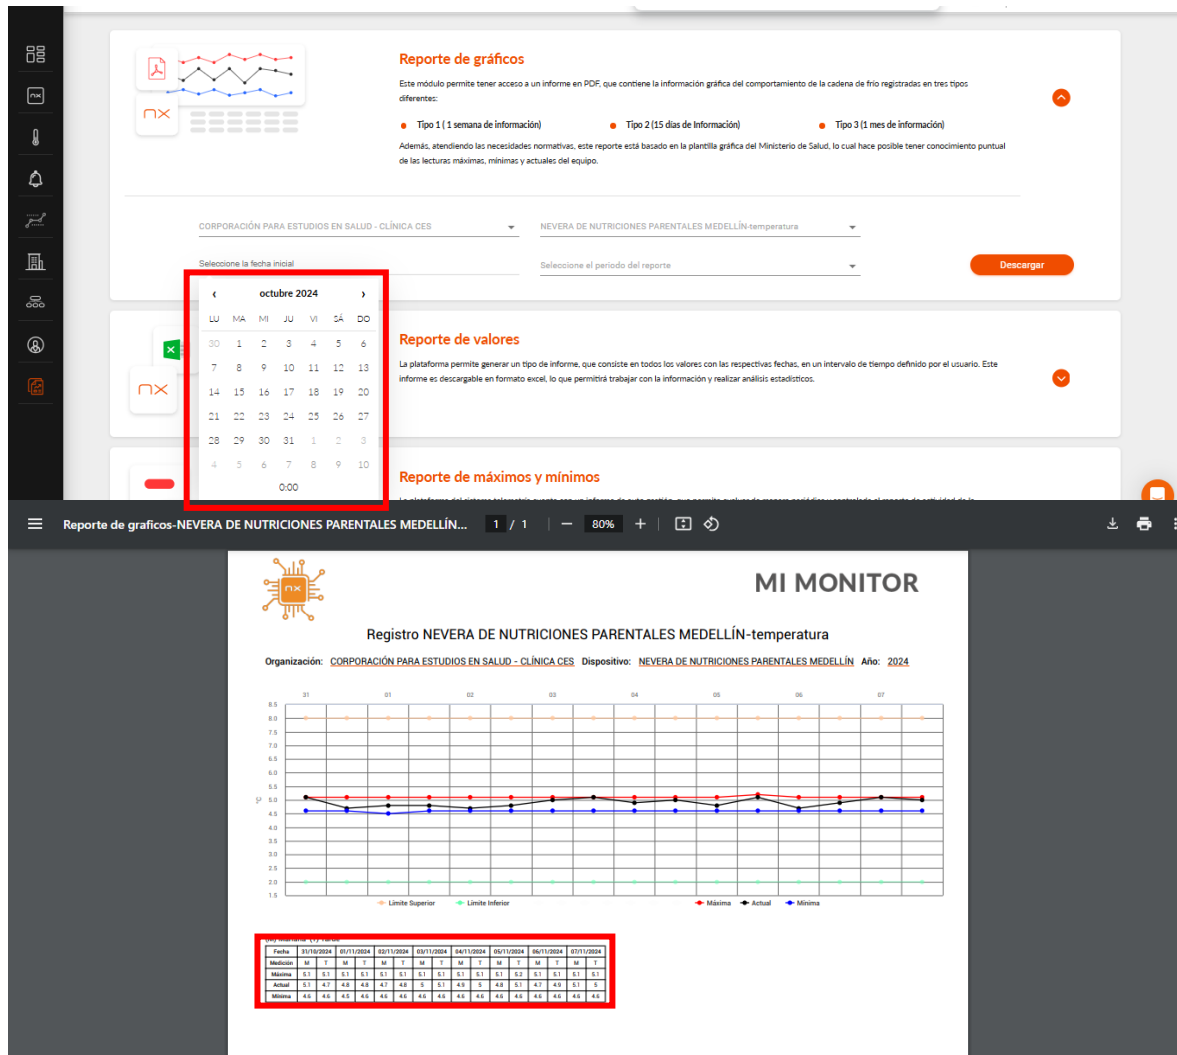 Reporte de gráficos
Este módulo permite tener acceso a un informe en PDF, que contiene la información gráfica del comportamiento de la cadena de frío registradas en tres tipos
diferentes:
Tipo 1 ( 1 semana de información) Tipo 2 (15 días de Información) Tipo 3 (1 mes de información)
Además, atendiendo las necesidades normativas, este reporte está basado en la plantilla gráfica del Ministerio de Salud, lo cual hace posible tener conocimiento puntual
de las lecturas máximas, mínimas y actuales del equipo.
nx
CORPORACIÓN PARA ESTUDIOS EN SALUD - CLÍNICA CES NEVERA DE NUTRICIONES PARENTALES MEDELLÍN-temperatura
Seleccione la fecha inicial Seleccione el periodo del reporte Descargar
‹ octubre 2024 ›
LU MA MI JU VI SÁ DO
30 1 2 3 4 5 6
7 8 9 10 11 12 13
14 15 16 17 18 19 20
21 22 23 24 25 26 27
28 29 30 31 1 2 3
4 5 6 7 8 9 10
0:00
Reporte de valores
La plataforma permite generar un tipo de informe, que consiste en todos los valores con las respectivas fechas, en un intervalo de tiempo definido por el usuario. Este
informe es descargable en formato excel, lo que permitirá trabajar con la información y realizar análisis estadísticos.
nx
Reporte de máximos y mínimos
Reporte de graficos-NEVERA DE NUTRICIONES PARENTALES MEDELLÍN... 1 / 1 80%
nx
MI MONITOR
Registro NEVERA DE NUTRICIONES PARENTALES MEDELLÍN-temperatura
Organización: CORPORACIÓN PARA ESTUDIOS EN SALUD - CLÍNICA CES Dispositivo: NEVERA DE NUTRICIONES PARENTALES MEDELLÍN Año: 2024
31 01 02 03 04 05 06 07
8.5
8.0
7.5
7.0
6.5
6.0
5.5
°C 5.0
4.5
4.0
3.5
3.0
2.5
2.0
1.5
Límite Superior Límite Inferior Máxima Actual Mínima
Fecha 31/10/2024 01/11/2024 02/11/2024 03/11/2024 04/11/2024 05/11/2024 06/11/2024 07/11/2024
Medición M T M T M T M T M T M T M T M T
Máxima 5.1 5.1 5.1 5.1 5.1 5.1 5.1 5.1 5.1 5.1 5.1 5.2 5.1 5.1 5.1 5.1
Actual 5.1 4.7 4.8 4.8 4.7 4.8 5 5.1 4.9 5 4.8 5.1 4.7 4.9 5.1 5
Mínima 4.6 4.6 4.5 4.6 4.6 4.6 4.6 4.6 4.6 4.6 4.6 4.6 4.6 4.6 4.6 4.6